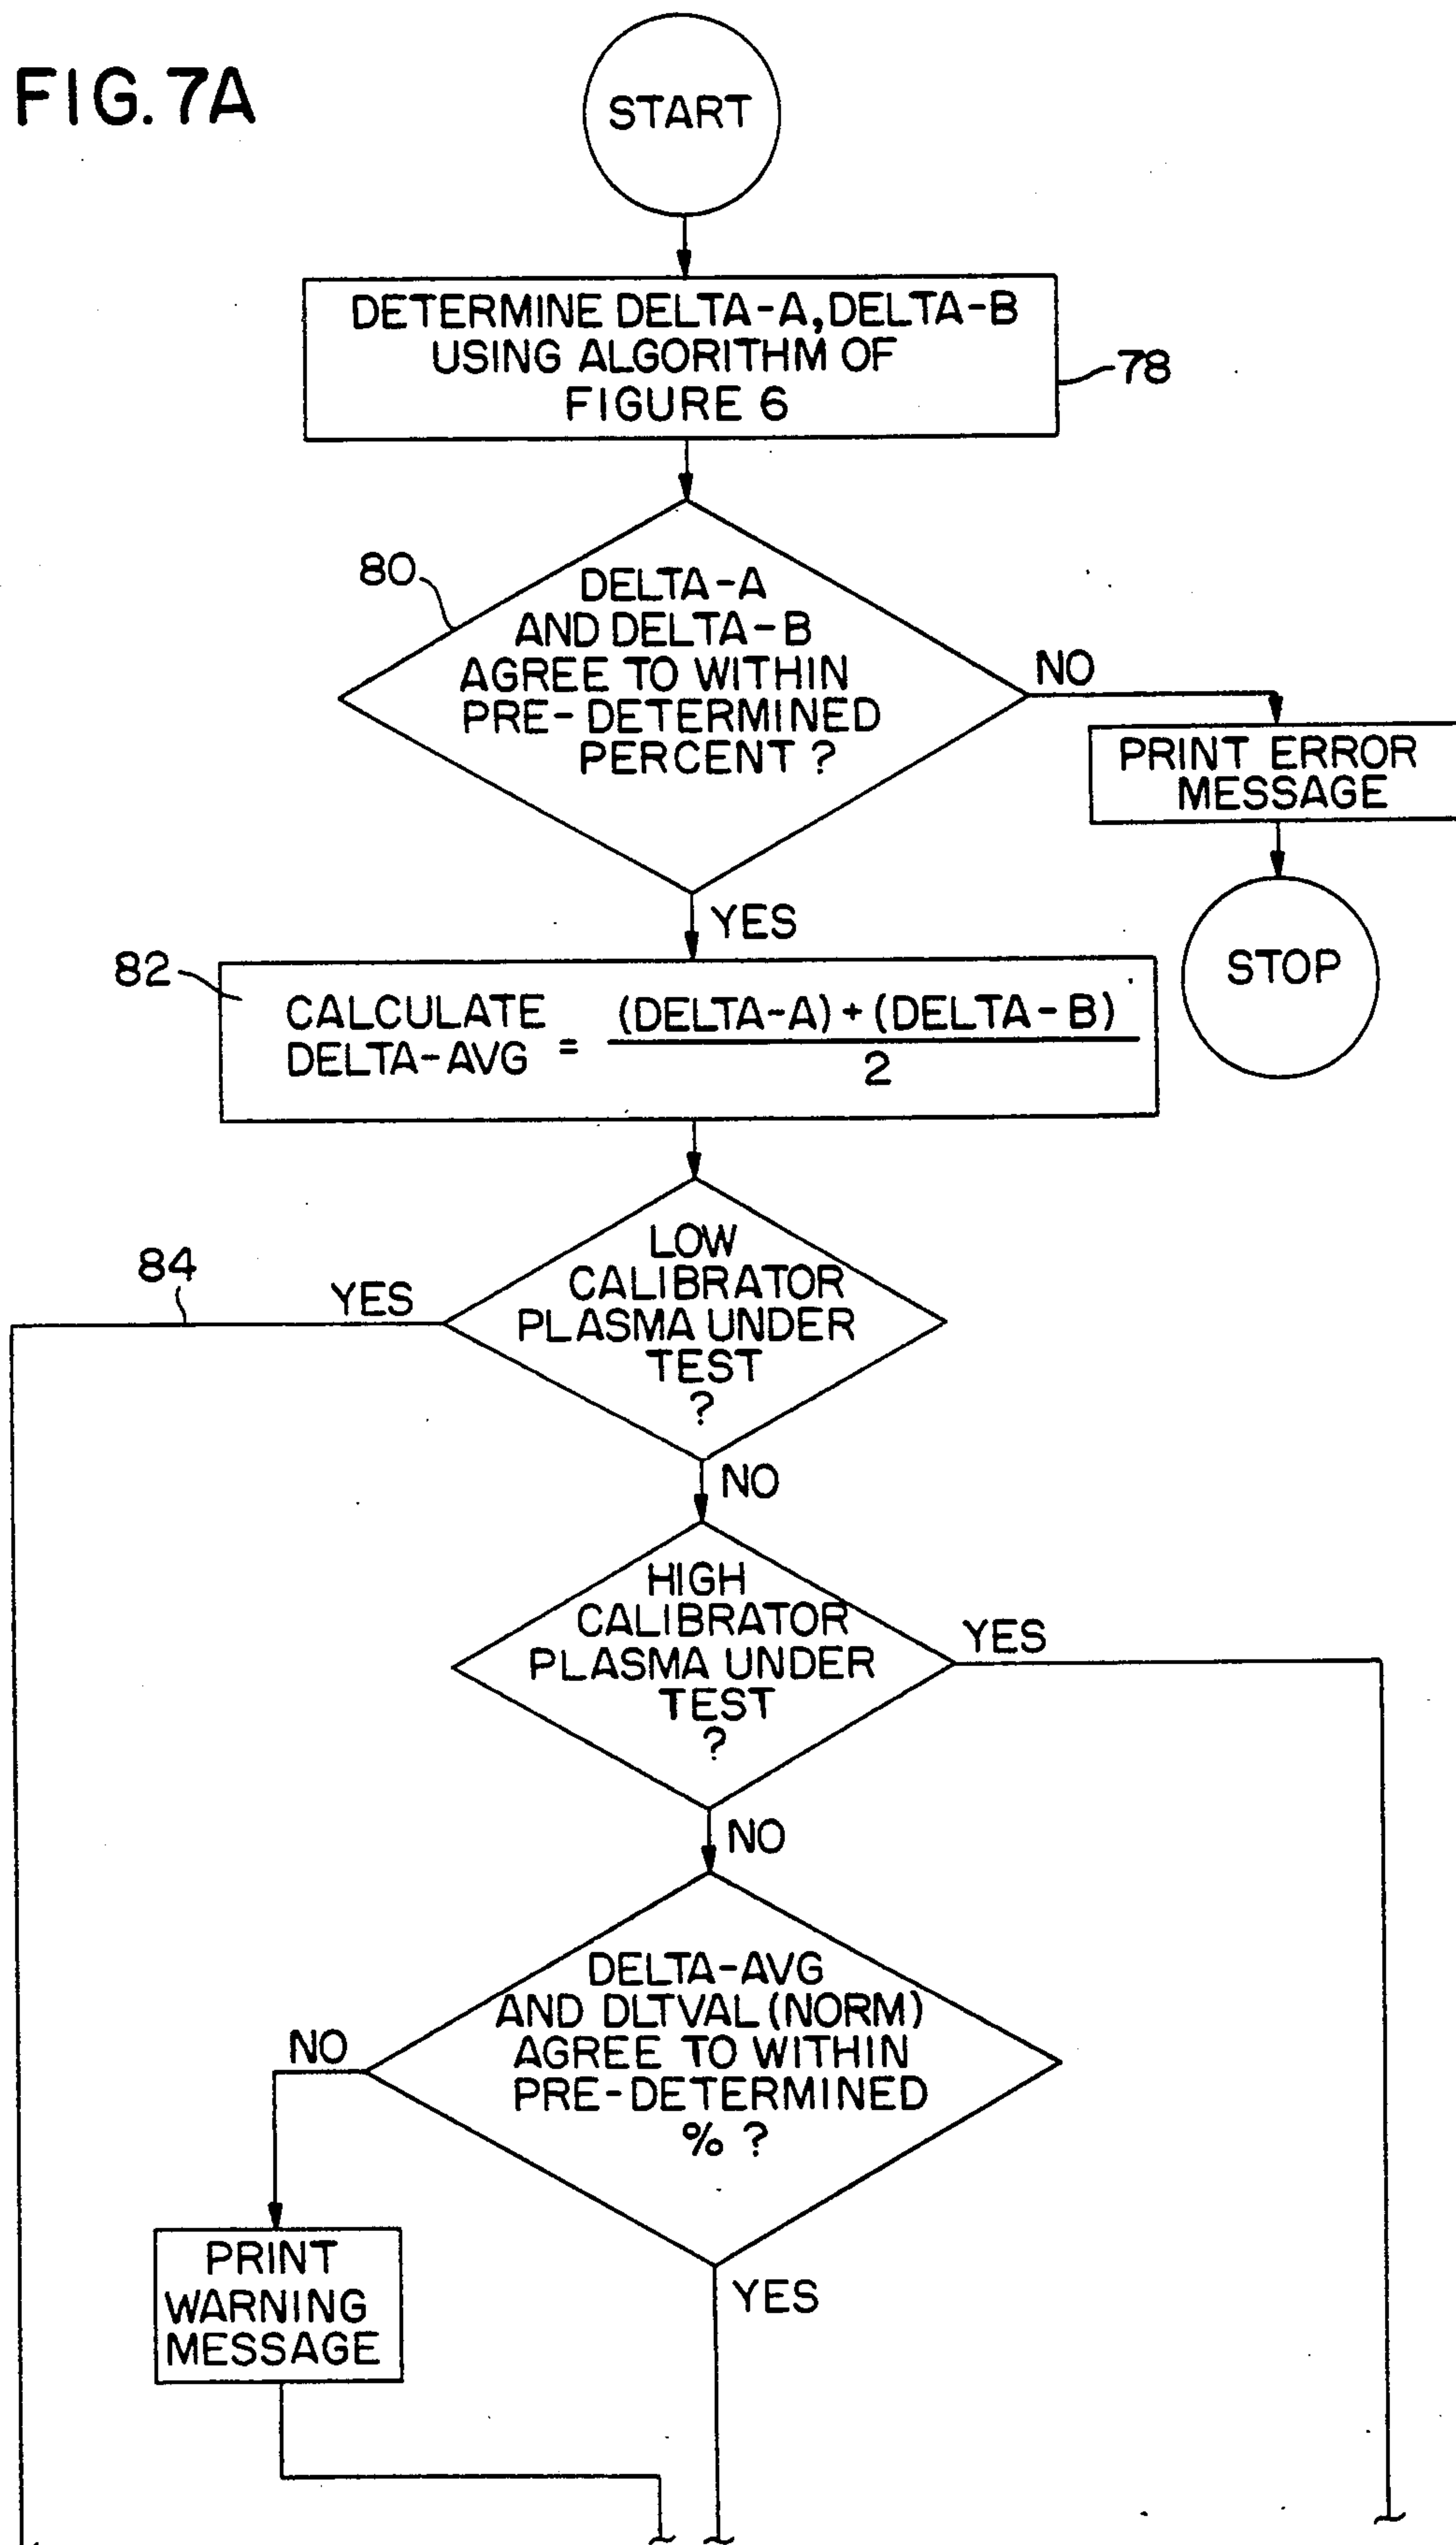 FIG. 7A
START
DETERMINE DELTA-A, DELTA-B
USING ALGORITHM OF
FIGURE 6
78
80
DELTA-A
AND DELTA-B
AGREE TO WITHIN
PRE-DETERMINED
PERCENT ?
NO
PRINT ERROR
MESSAGE
STOP
YES
82
CALCULATE
DELTA-AVG = (DELTA-A) + (DELTA-B)
2
84
YES
LOW
CALIBRATOR
PLASMA UNDER
TEST
?
NO
HIGH
CALIBRATOR
PLASMA UNDER
TEST
?
YES
NO
DELTA-AVG
AND DLTVAL (NORM)
AGREE TO WITHIN
PRE-DETERMINED
% ?
NO
PRINT
WARNING
MESSAGE
YES